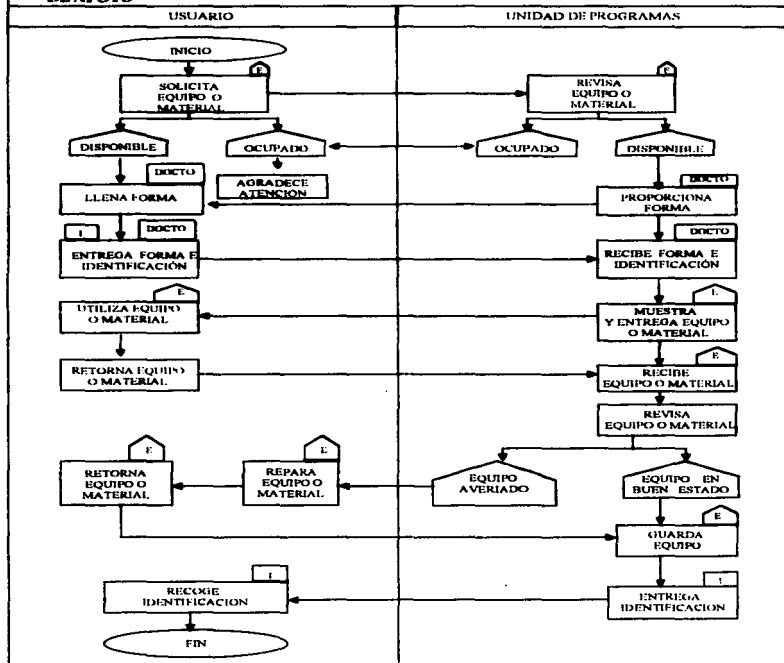 USUARIO
UNIDAD DE PROGRAMAS
INICIO
E
SOLICITA
EQUIPO O
MATERIAL
E
REVISA
EQUIPO O
MATERIAL
DISPONIBLE
OCUPADO
OCUPADO
DISPONIBLE
DOCTO
LLENA FORMA
AGRADECE
ATENCION
DOCTO
PROPORCIONA
FORMA
I
DOCTO
ENTREGA FORMA E
IDENTIFICACIÓN
DOCTO
RECIBE FORMA E
IDENTIFICACIÓN
E
UTILIZA EQUIPO
O MATERIAL
E
MUESTRA
Y ENTREGA EQUIPO
O MATERIAL
RETORNA EQUIPO
O MATERIAL
E
RECIBE
EQUIPO O MATERIAL
REVISA
EQUIPO O MATERIAL
E
RETORNA
EQUIPO O
MATERIAL
E
REPARA
EQUIPO O
MATERIAL
EQUIPO
AVERIADO
EQUIPO EN
BUEN ESTADO
E
GUARDA
EQUIPO
I
RECOGE
IDENTIFICACION
I
ENTREGA
IDENTIFICACION
FIN